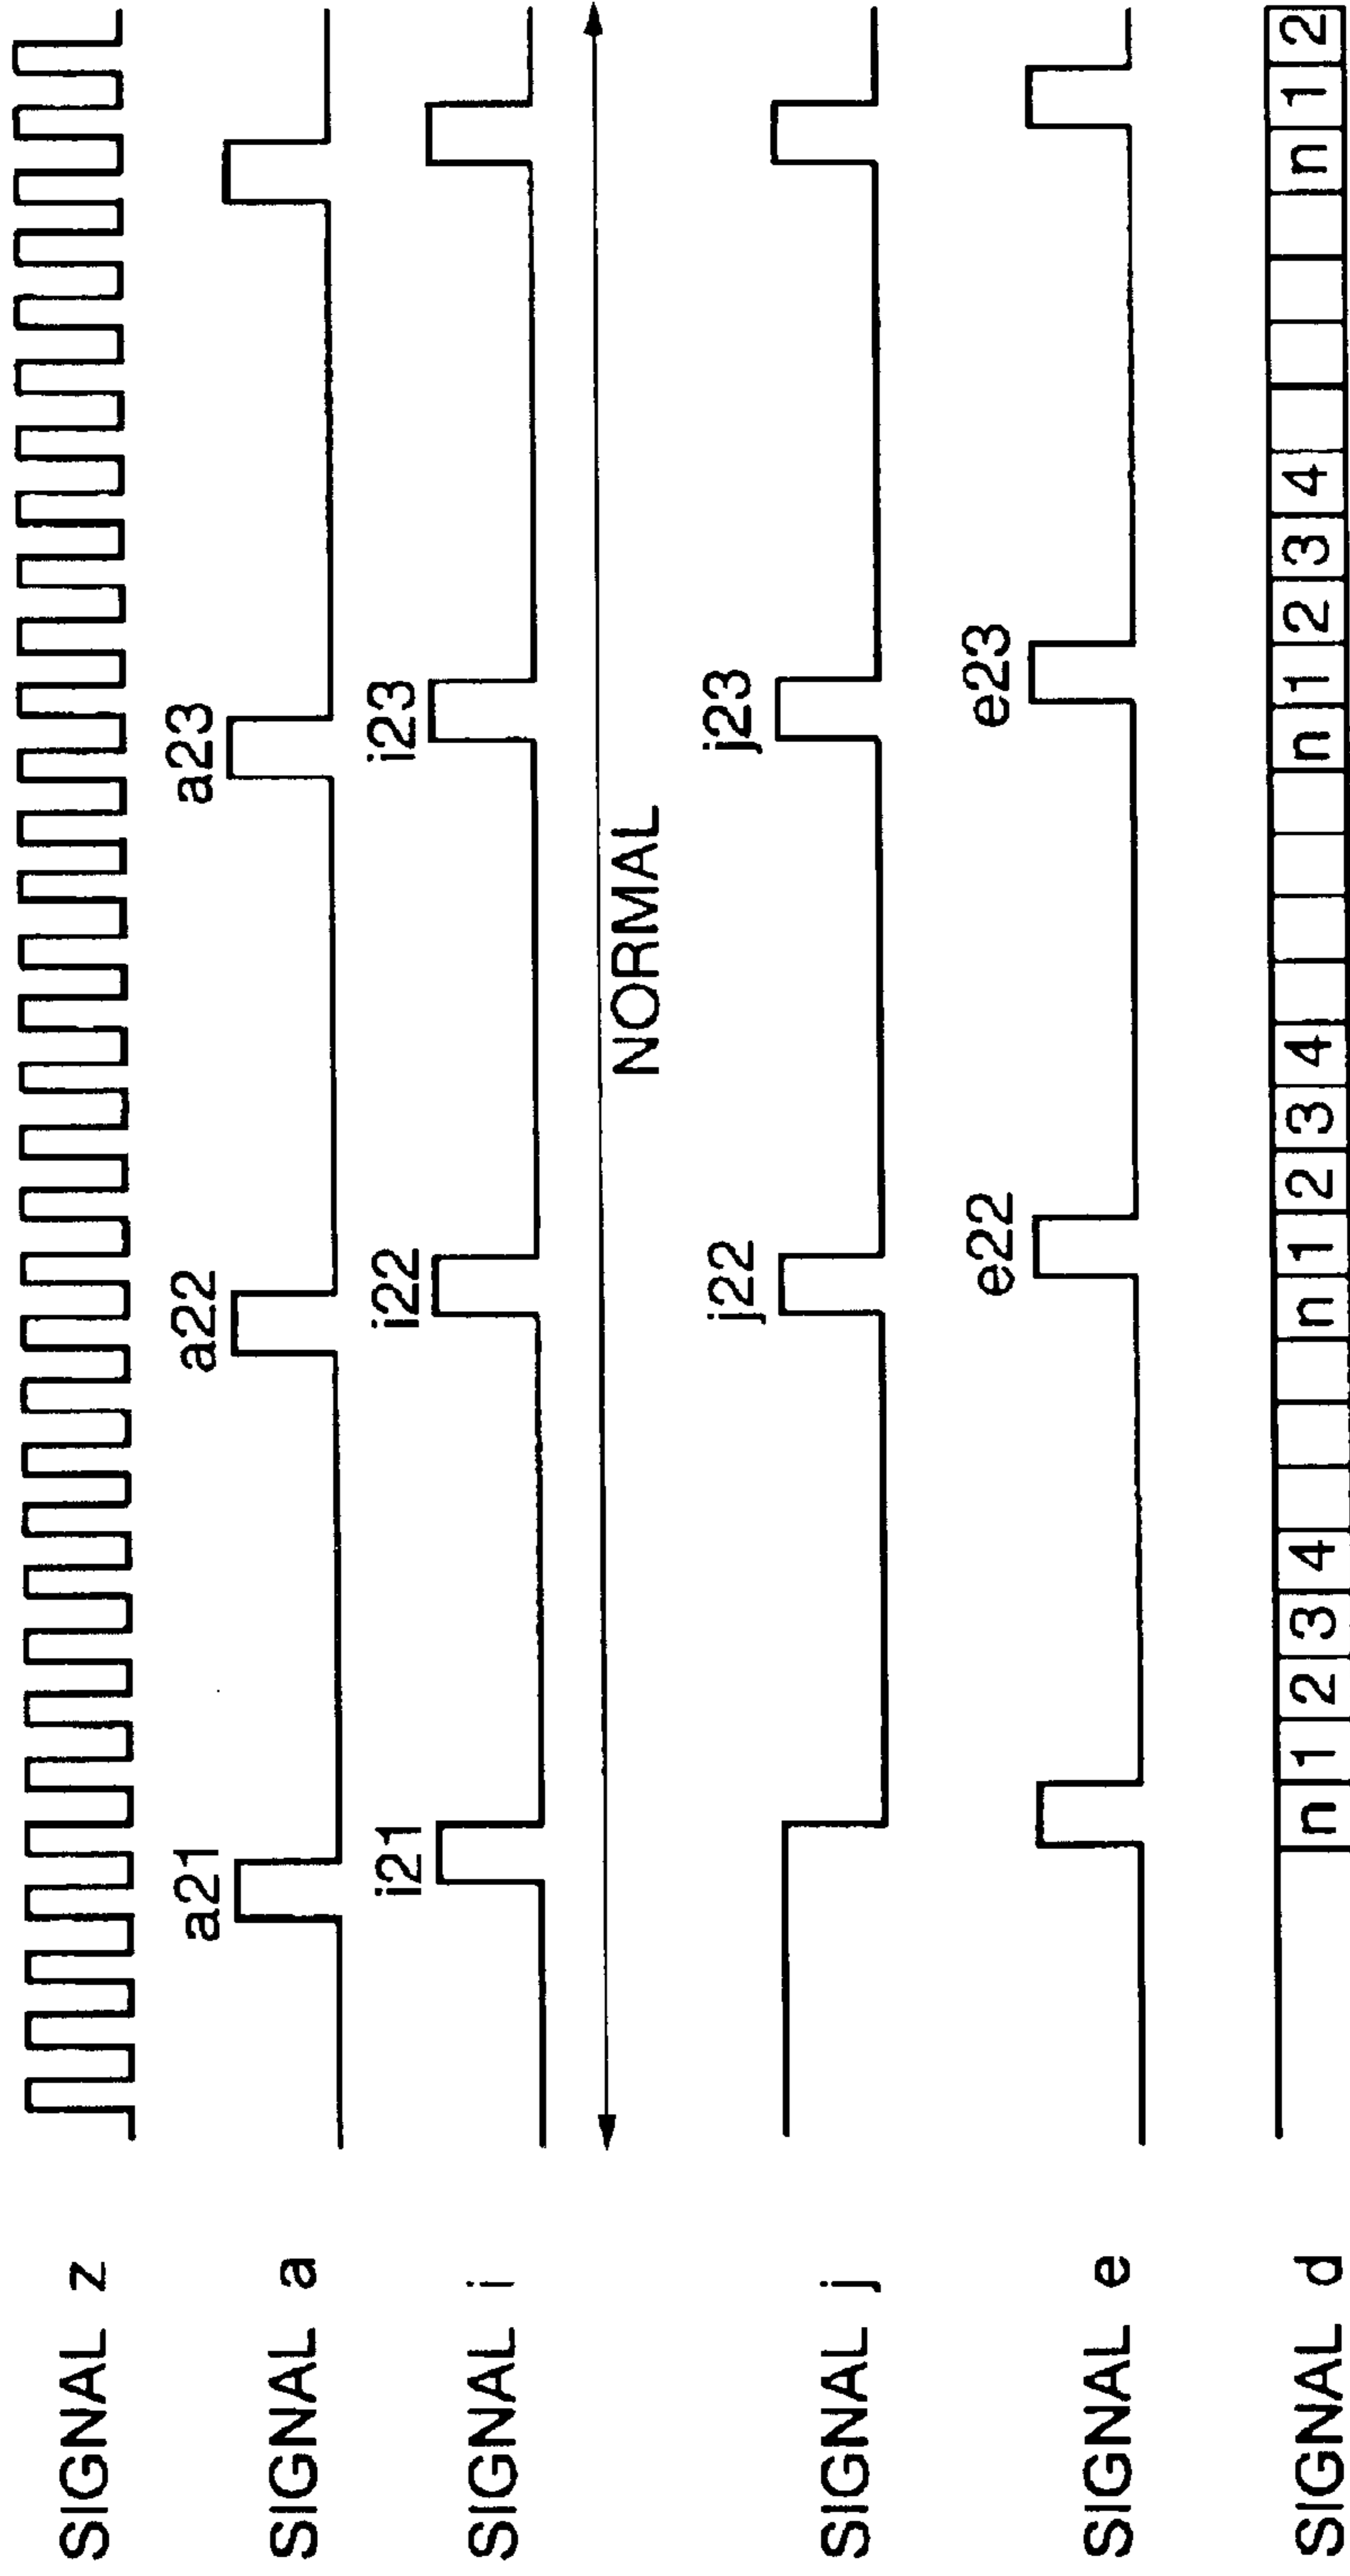 SIGNAL z
a21 a22 a23
SIGNAL a
i21 i22 i23
SIGNAL i
NORMAL
j22 j23
SIGNAL j
e22 e23
SIGNAL e
SIGNAL d
n 1 2 3 4 n 1 2 3 4 n 1 2 3 4 n 1 2